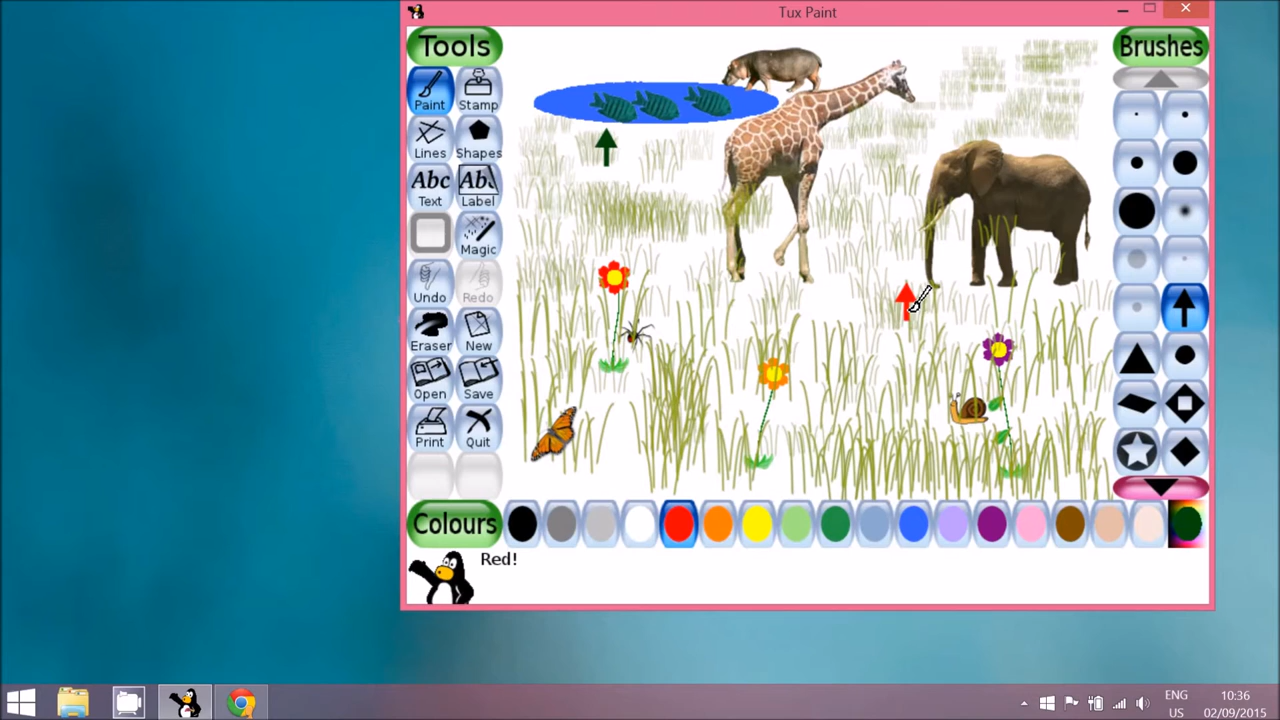 Tux Paint
Tools
Brushes
Paint
Stamp
Lines
Shapes
Abc
Abc
Text
Label
Magic
Undo
Redo
Eraser
New
Open
Save
Print
Quit
Colours
Red!
ENG
US
10:36
02/09/2015